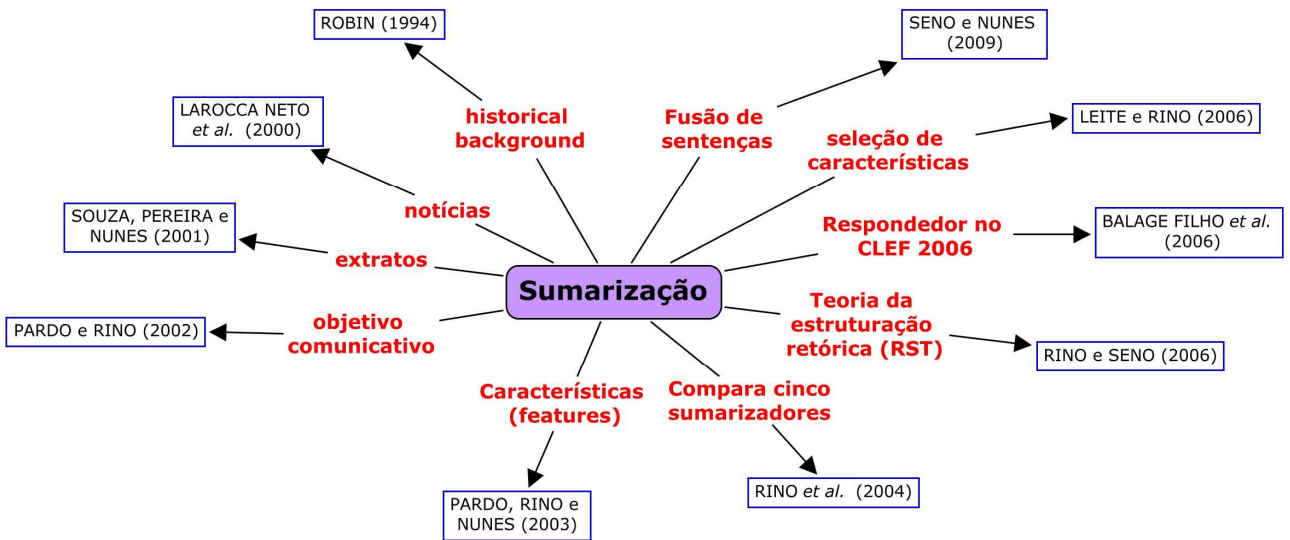 ROBIN (1994)
SENO e NUNES
(2009)
LAROCCA NETO
et al. (2000)
historical
background
Fusão de
sentenças
LEITE e RINO (2006)
seleção de
características
notícias
SOUZA, PEREIRA e
NUNES (2001)
extratos
Respondedor no
CLEF 2006
BALAGE FILHO et al.
(2006)
Sumarização
PARDO e RINO (2002)
objetivo
comunicativo
Teoria da
estruturação
retórica (RST)
RINO e SENO (2006)
Características
(features)
Compara cinco
sumarizadores
PARDO, RINO e
NUNES (2003)
RINO et al. (2004)